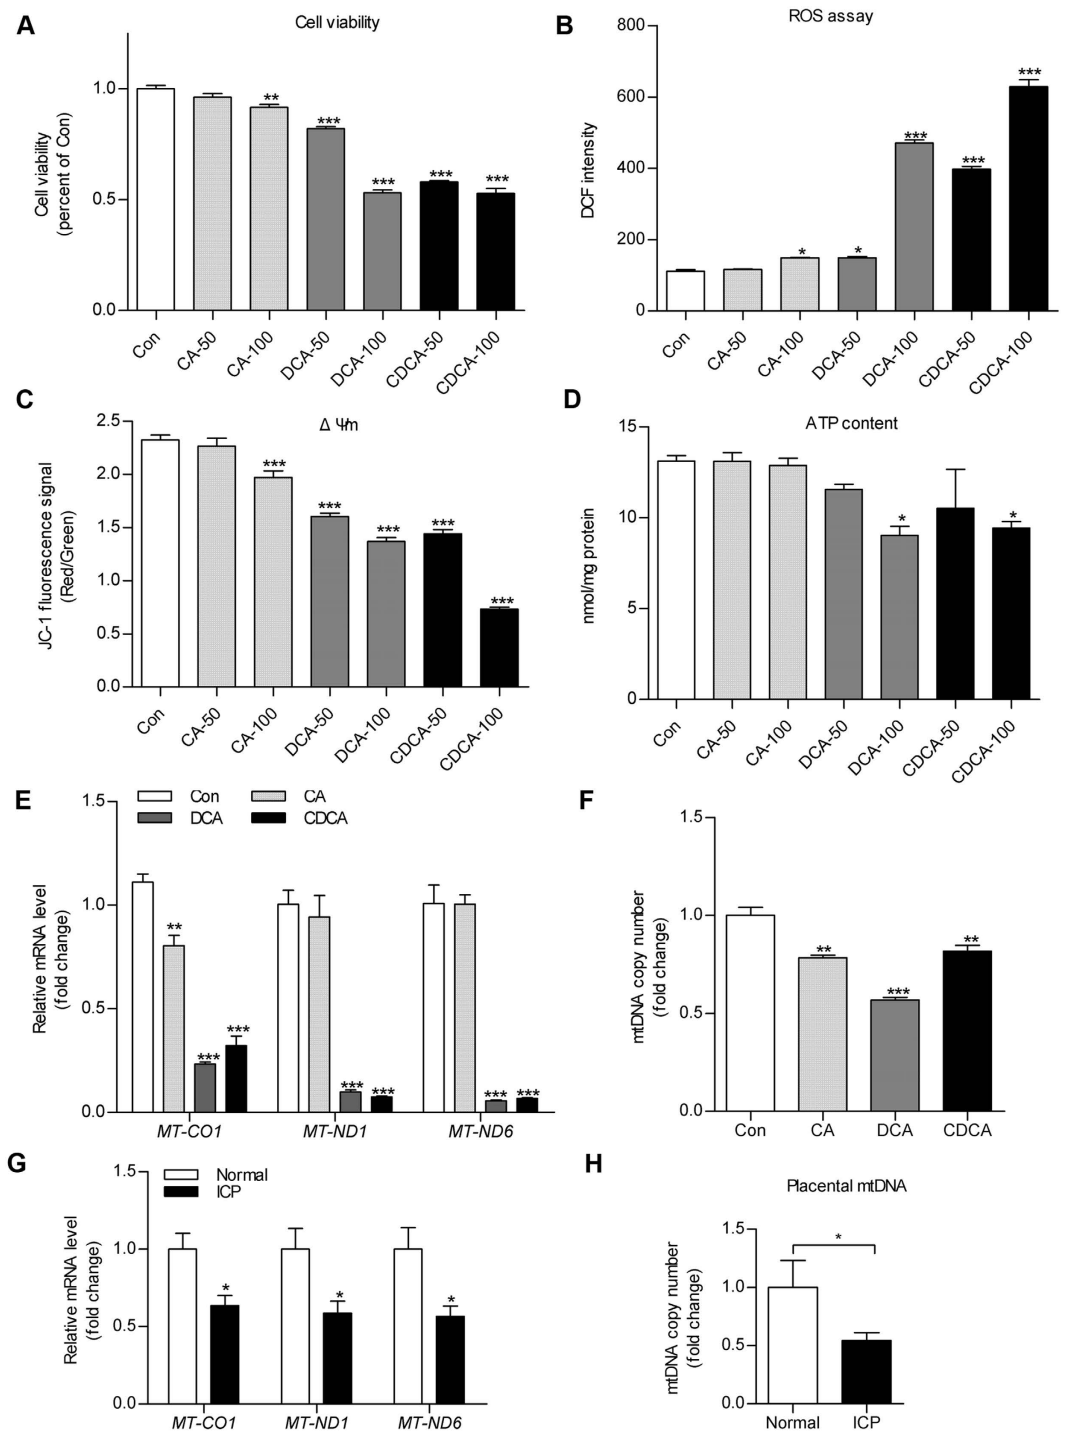 A
Cell viability
Cell viability
(percent of Con)
1.0
0.5
0.0
**
***
***
***
***
Con
CA-50
CA-100
DCA-50
DCA-100
CDCA-50
CDCA-100
B
ROS assay
DCF intensity
800
600
400
200
0
*
*
***
***
***
Con
CA-50
CA-100
DCA-50
DCA-100
CDCA-50
CDCA-100
C
Δ Ψm
JC-1 fluorescence signal
(Red/Green)
2.5
2.0
1.5
1.0
0.5
0.0
***
***
***
***
***
Con
CA-50
CA-100
DCA-50
DCA-100
CDCA-50
CDCA-100
D
ATP content
nmol/mg protein
15
10
5
0
*
*
Con
CA-50
CA-100
DCA-50
DCA-100
CDCA-50
CDCA-100
E
Con
CA
DCA
CDCA
Relative mRNA level
(fold change)
1.5
1.0
0.5
0.0
**
***
***
***
***
***
***
MT-CO1
MT-ND1
MT-ND6
F
mtDNA copy number
(fold change)
1.5
1.0
0.5
0.0
**
***
**
Con
CA
DCA
CDCA
G
Normal
ICP
Relative mRNA level
(fold change)
1.5
1.0
0.5
0.0
*
*
*
MT-CO1
MT-ND1
MT-ND6
H
Placental mtDNA
mtDNA copy number
(fold change)
1.5
1.0
0.5
0.0
*
Normal
ICP